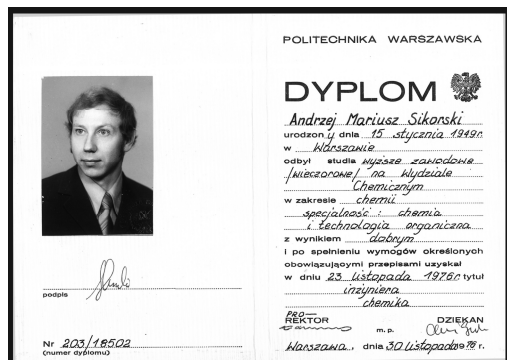 podpis
Nr 203/18502
(numer dyplomu)
POLITECHNIKA WARSZAWSKA
DYPLOM
Andrzej Mariusz Sikorski
urodzony dnia 15 stycznia 1949r.
w Warszawie
odbył studia wyższe zawodowe
/wieczorowe/ na Wydziale
Chemicznym
w zakresie chemii
specjalność: chemia
i technologia organiczna
z wynikiem dobrym
i po spełnieniu wymogów określonych
obowiązującymi przepisami uzyskał
w dniu 23 listopada 1976r. tytuł
inżyniera
chemika
PRO-
REKTOR DZIEKAN
m.p.
Warszawa, dnia 30 listopada 1976 r.